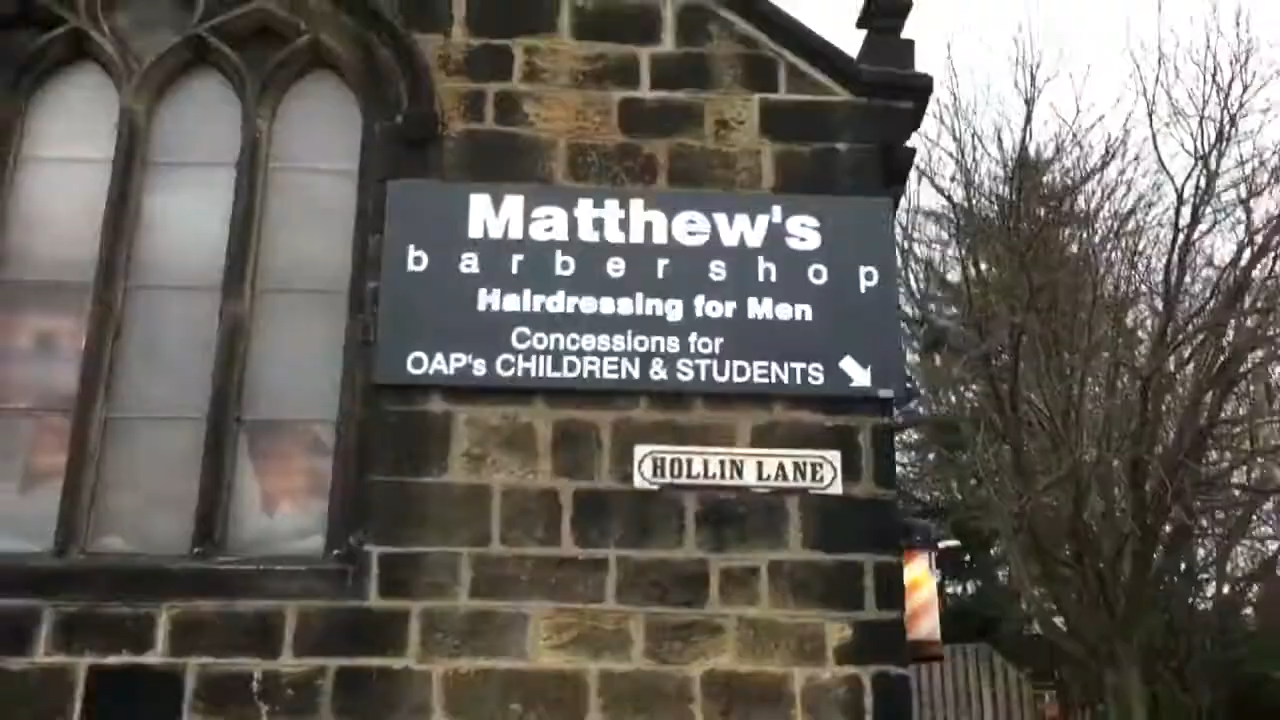 Matthew's
barbershop
Hairdressing for Men
Concessions for
OAP's CHILDREN & STUDENTS
HOLLIN LANE